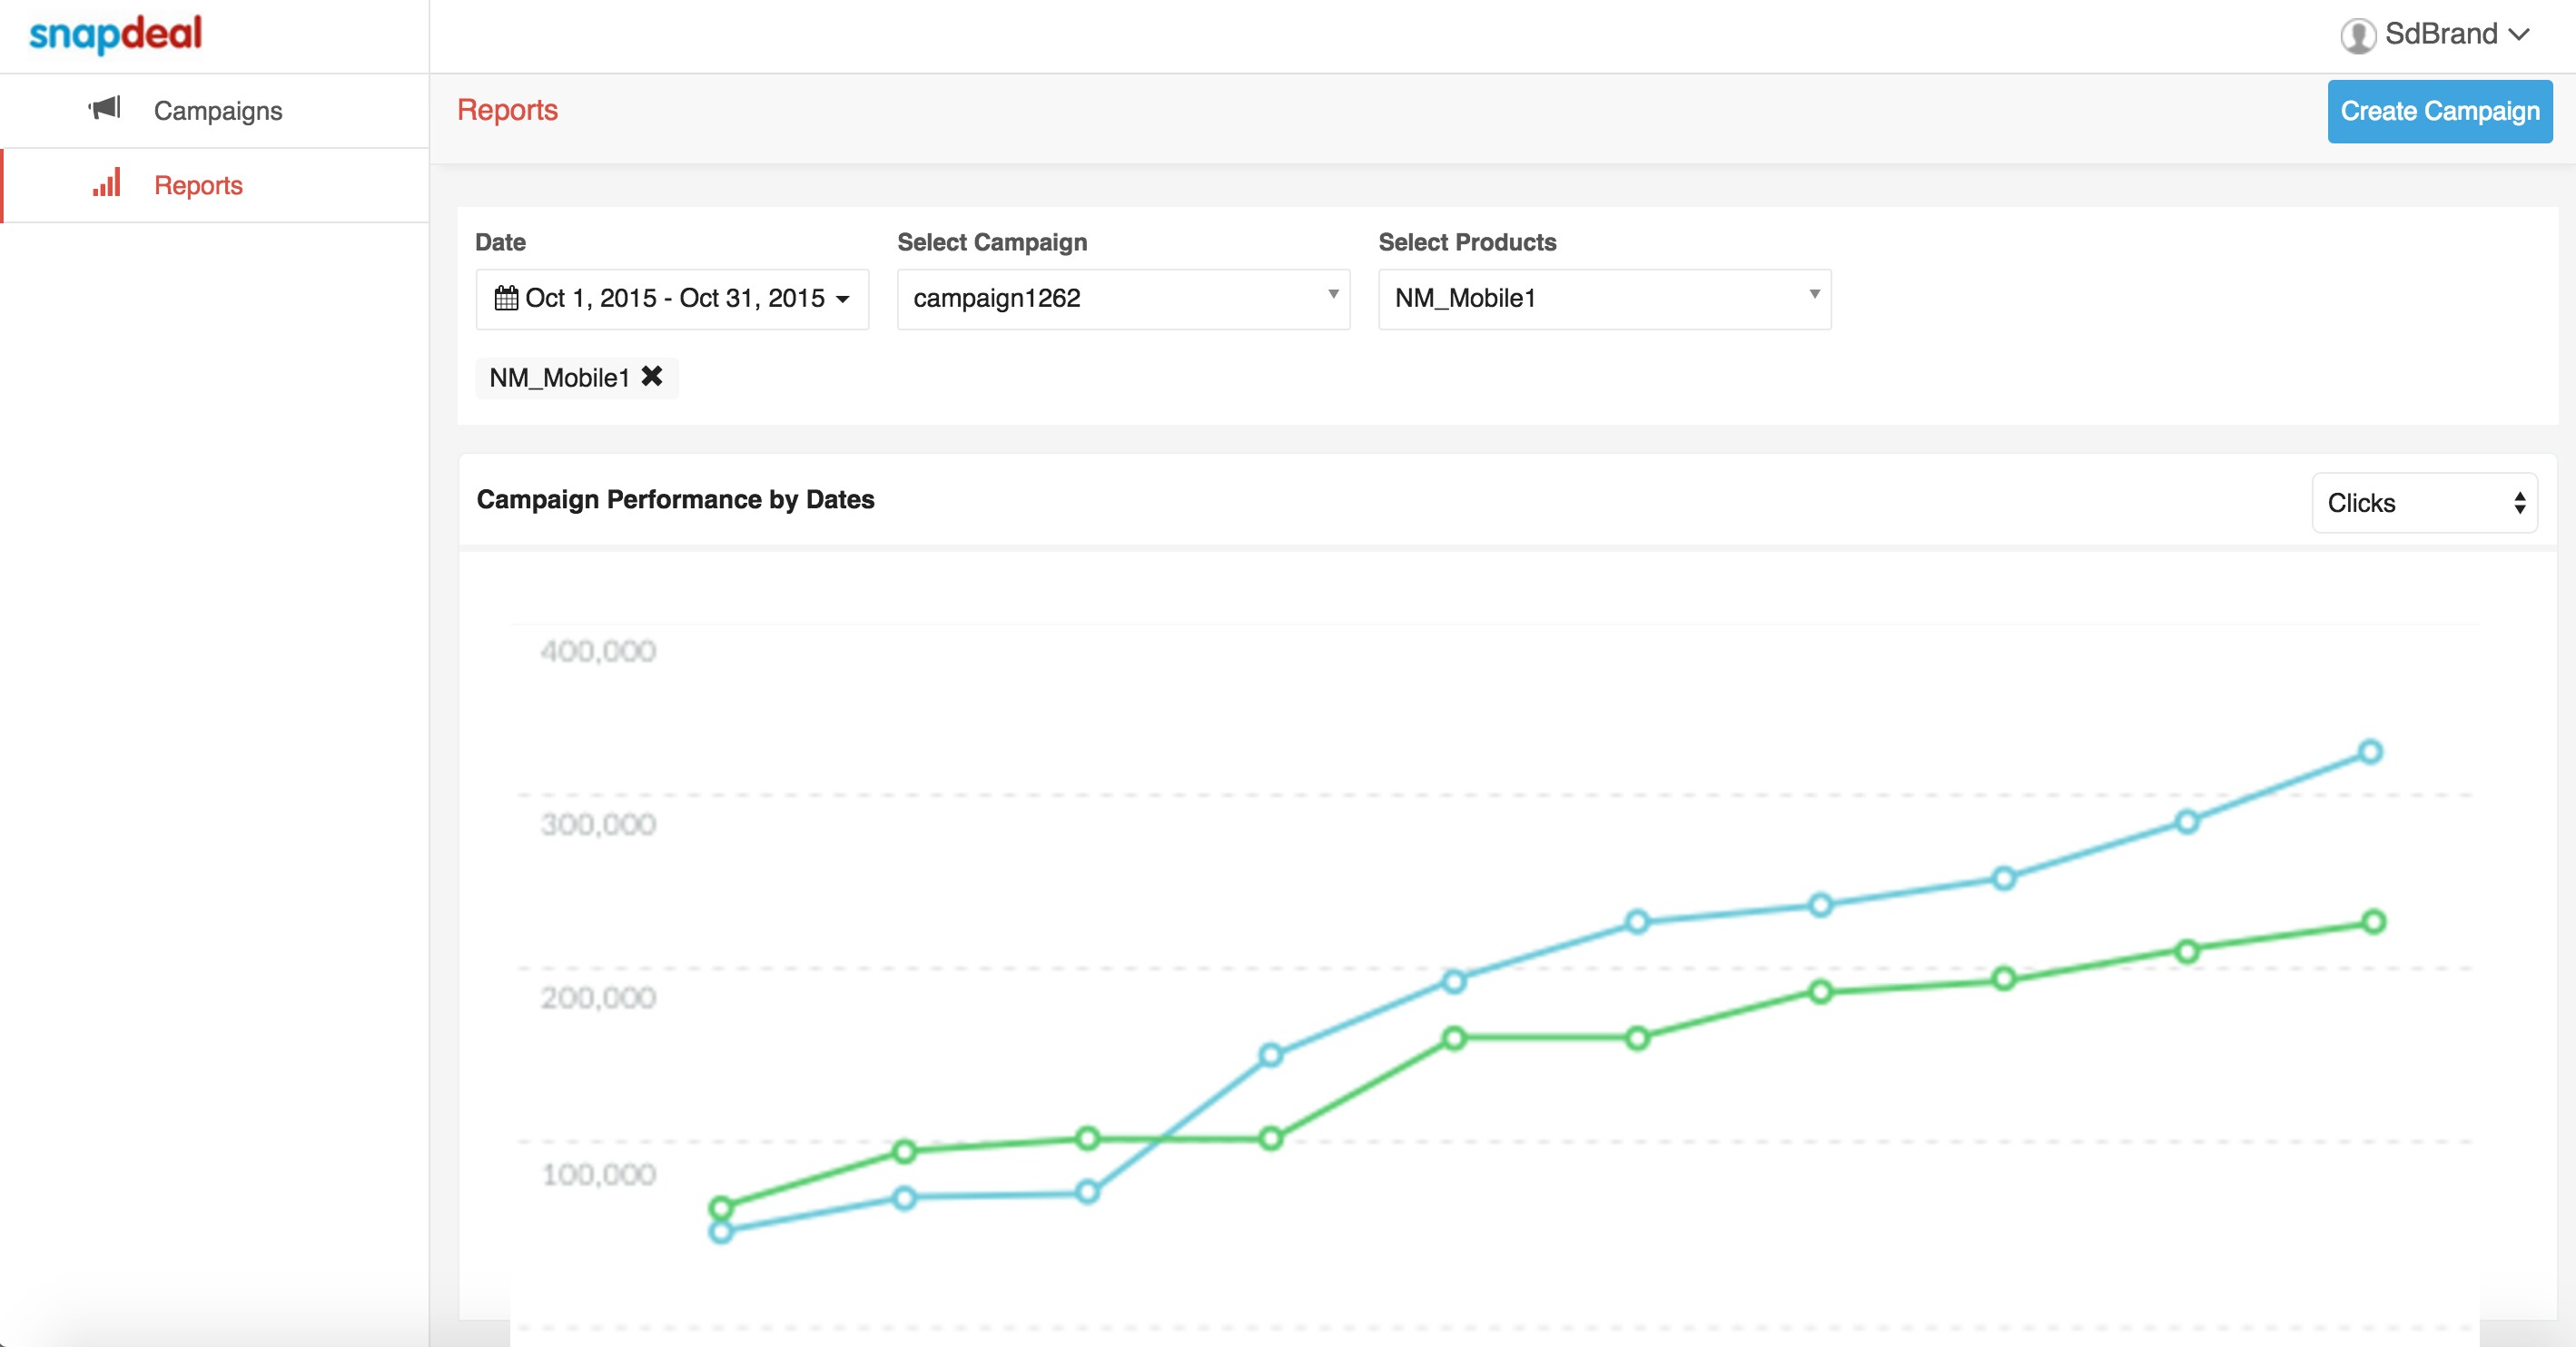 snapdeal
SdBrand
Campaigns
Reports
Reports
Create Campaign
Date
Select Campaign
Select Products
Oct 1, 2015 - Oct 31, 2015
campaign1262
NM_Mobile1
NM_Mobile1
Campaign Performance by Dates
Clicks
400,000
300,000
200,000
100,000